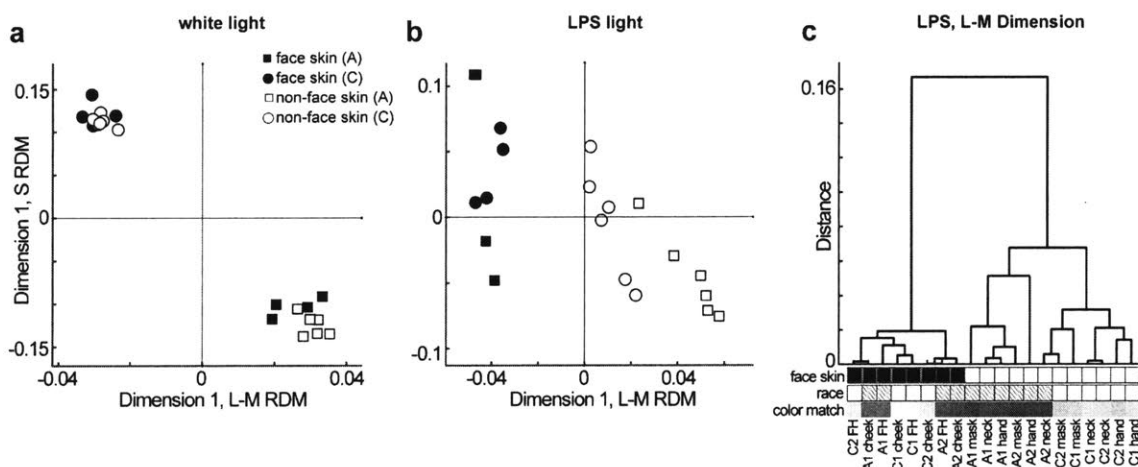 a
white light
face skin (A)
face skin (C)
non-face skin (A)
non-face skin (C)
0.15
0
-0.15
Dimension 1, S RDM
-0.04
0
0.04
Dimension 1, L-M RDM
b
LPS light
0.1
0
-0.1
0
0.04
Dimension 1, L-M RDM
c
LPS, L-M Dimension
0.16
0
Distance
face skin
race
color match
C2 FH
A1 cheek
A1 FH
C1 cheek
C1 FH
C2 cheek
A2 FH
A2 cheek
A1 mask
A1 neck
A1 hand
A2 mask
A2 hand
A2 neck
C2 mask
C1 mask
C1 neck
C2 neck
C2 hand
C1 hand